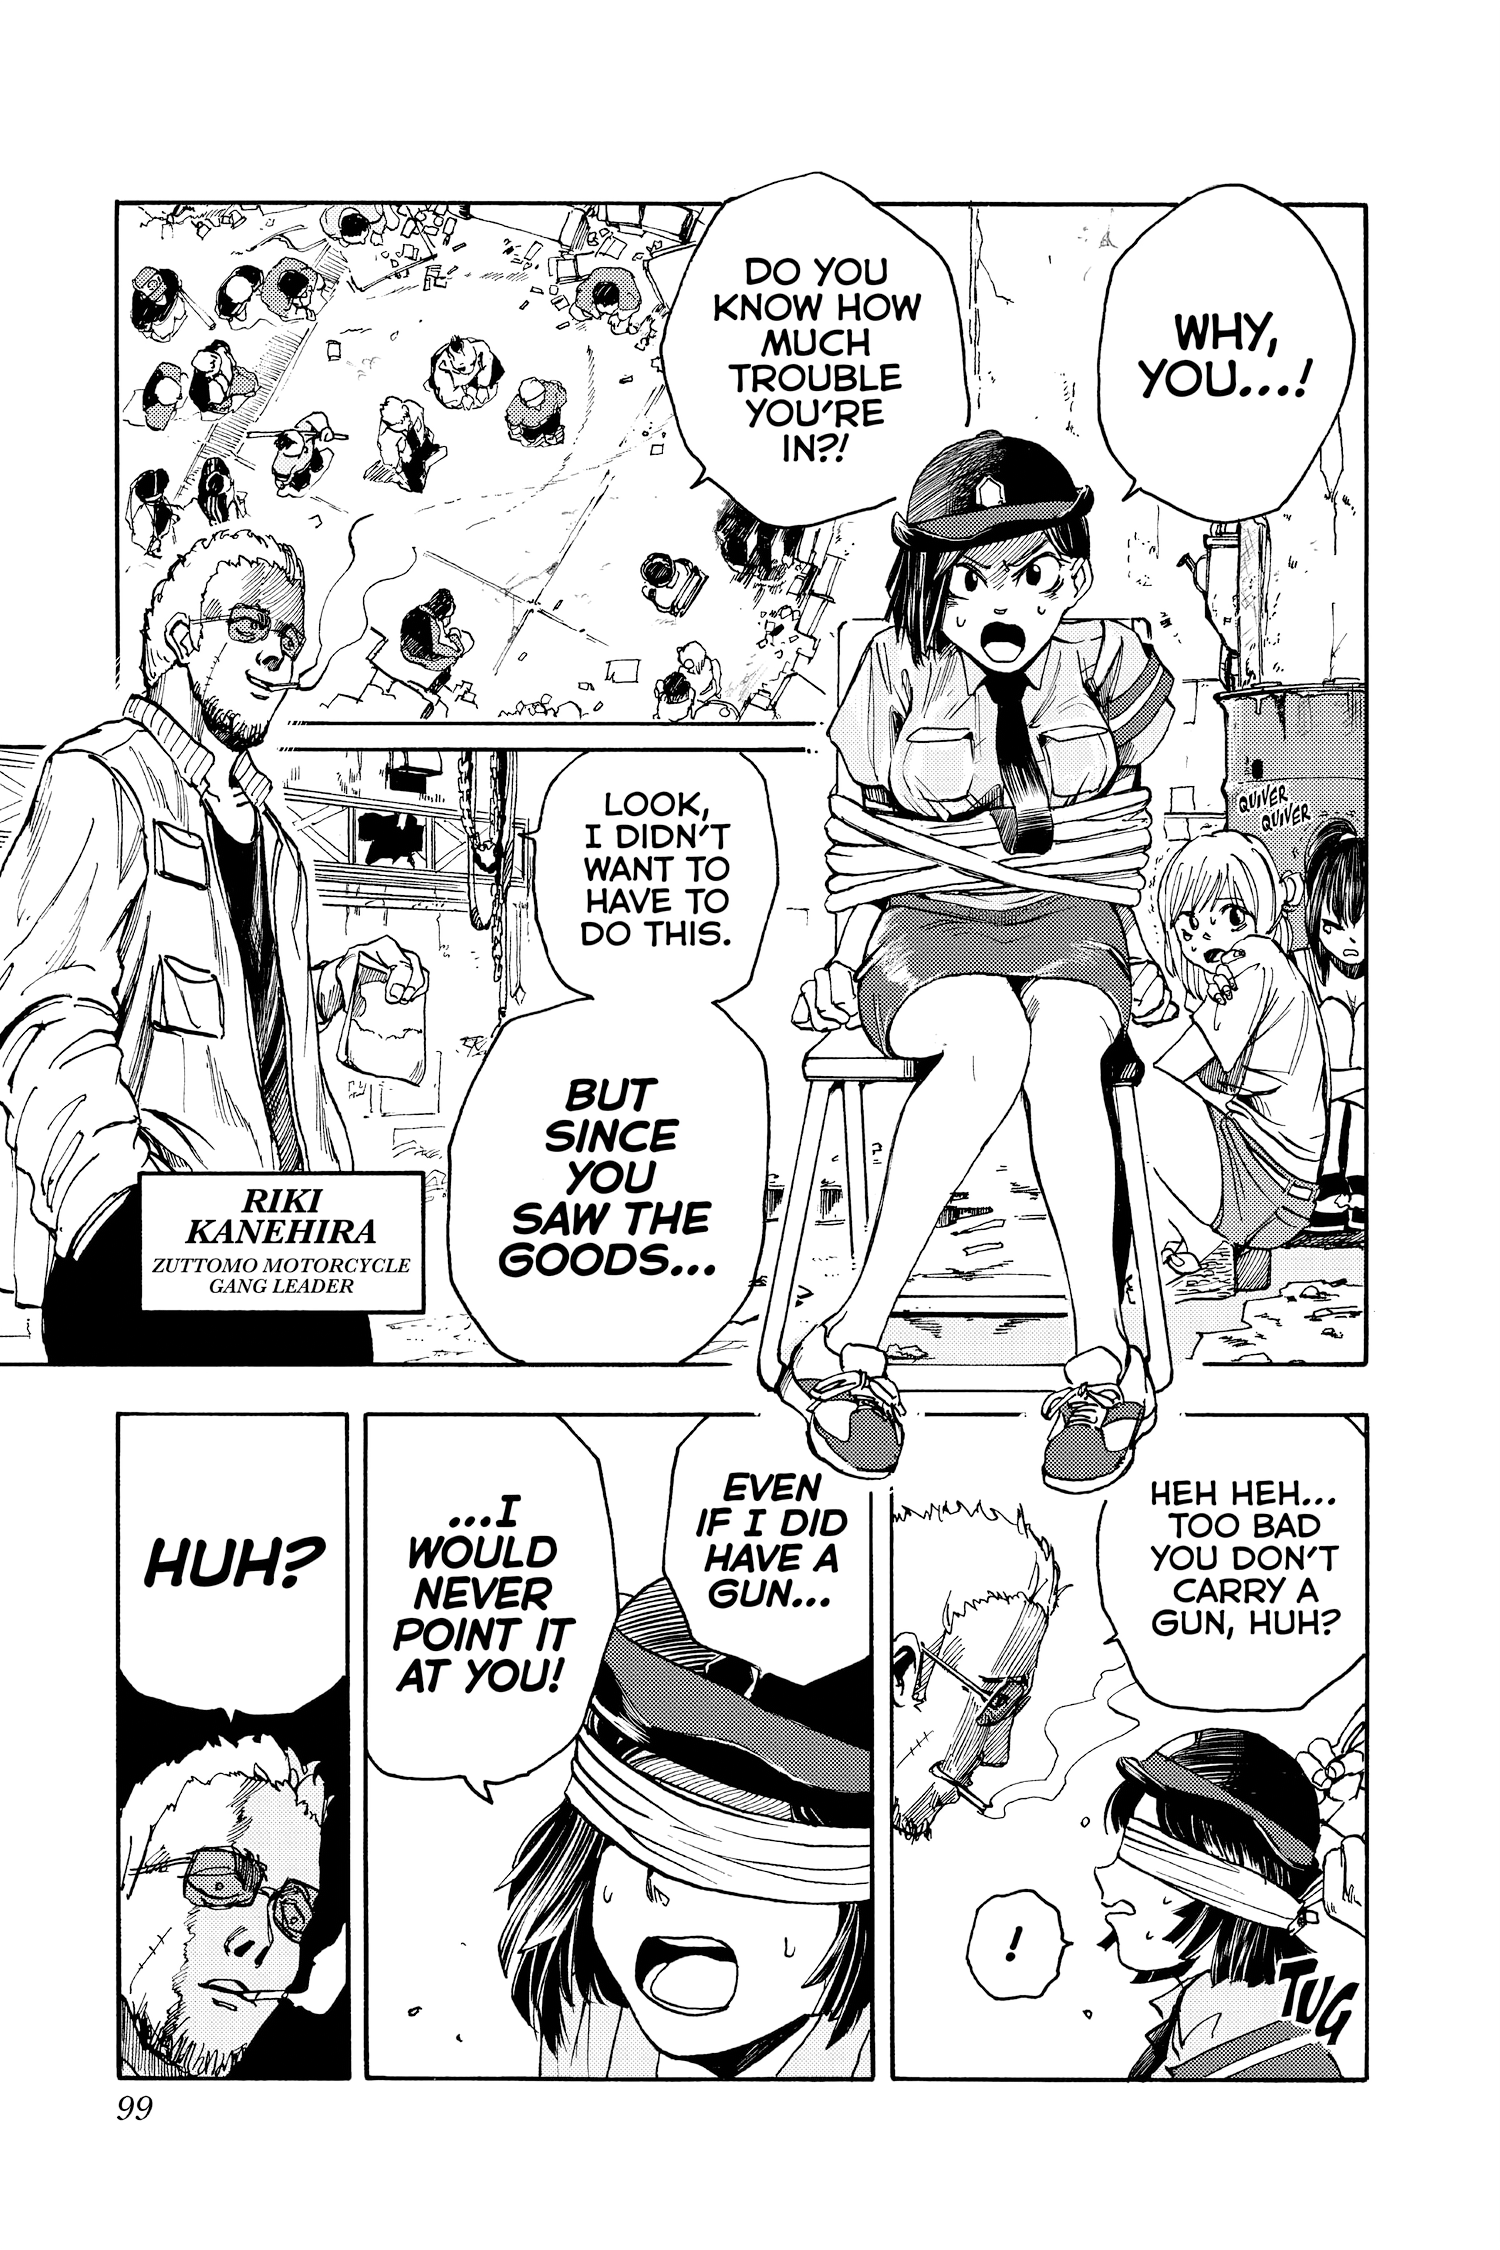 WHY,
YOU...!
DO YOU
KNOW HOW
MUCH
TROUBLE
YOU'RE
IN?!
QUIVER
QUIVER
LOOK,
I DIDN'T
WANT TO
HAVE TO
DO THIS.
BUT
SINCE
YOU
SAW THE
GOODS...
RIKI
KANEHIRA
ZUTTOMO MOTORCYCLE
GANG LEADER
HEH HEH...
TOO BAD
YOU DON'T
CARRY A
GUN, HUH?
!
TUG
EVEN
IF I DID
HAVE A
GUN...
...I
WOULD
NEVER
POINT IT
AT YOU!
HUH?
99